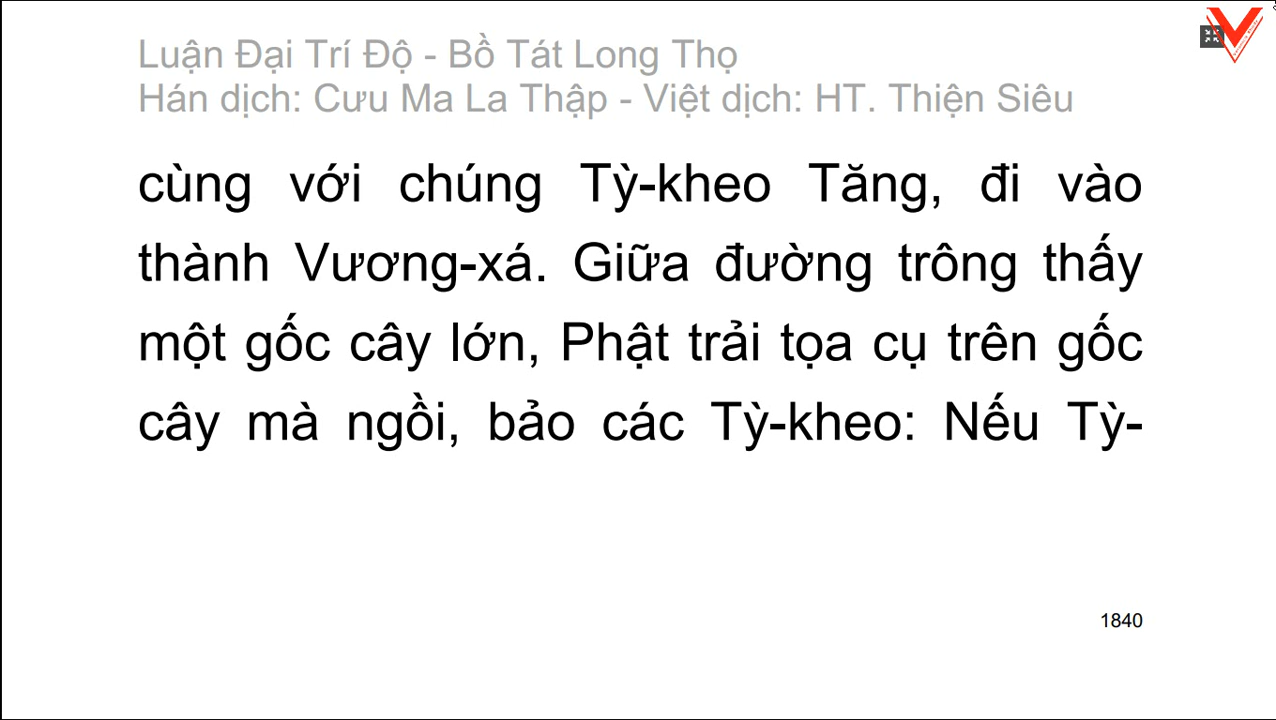 Luận Đại Trí Độ - Bồ Tát Long Thọ
Hán dịch: Cưu Ma La Thập - Việt dịch: HT. Thiện Siêu
cùng với chúng Tỳ-kheo Tăng, đi vào
thành Vương-xá. Giữa đường trông thấy
một gốc cây lớn, Phật trải tọa cụ trên gốc
cây mà ngồi, bảo các Tỳ-kheo: Nếu Tỳ-
1840